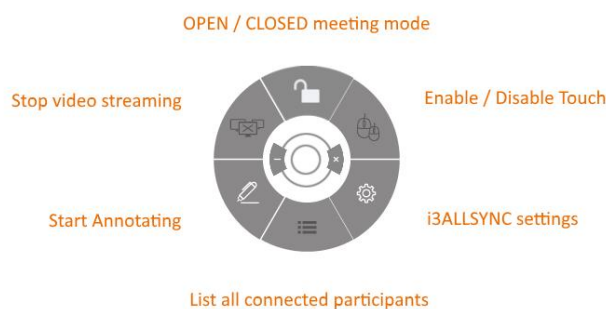 OPEN / CLOSED meeting mode
Stop video streaming
Enable / Disable Touch
Start Annotating
i3ALLSYNC settings
List all connected participants